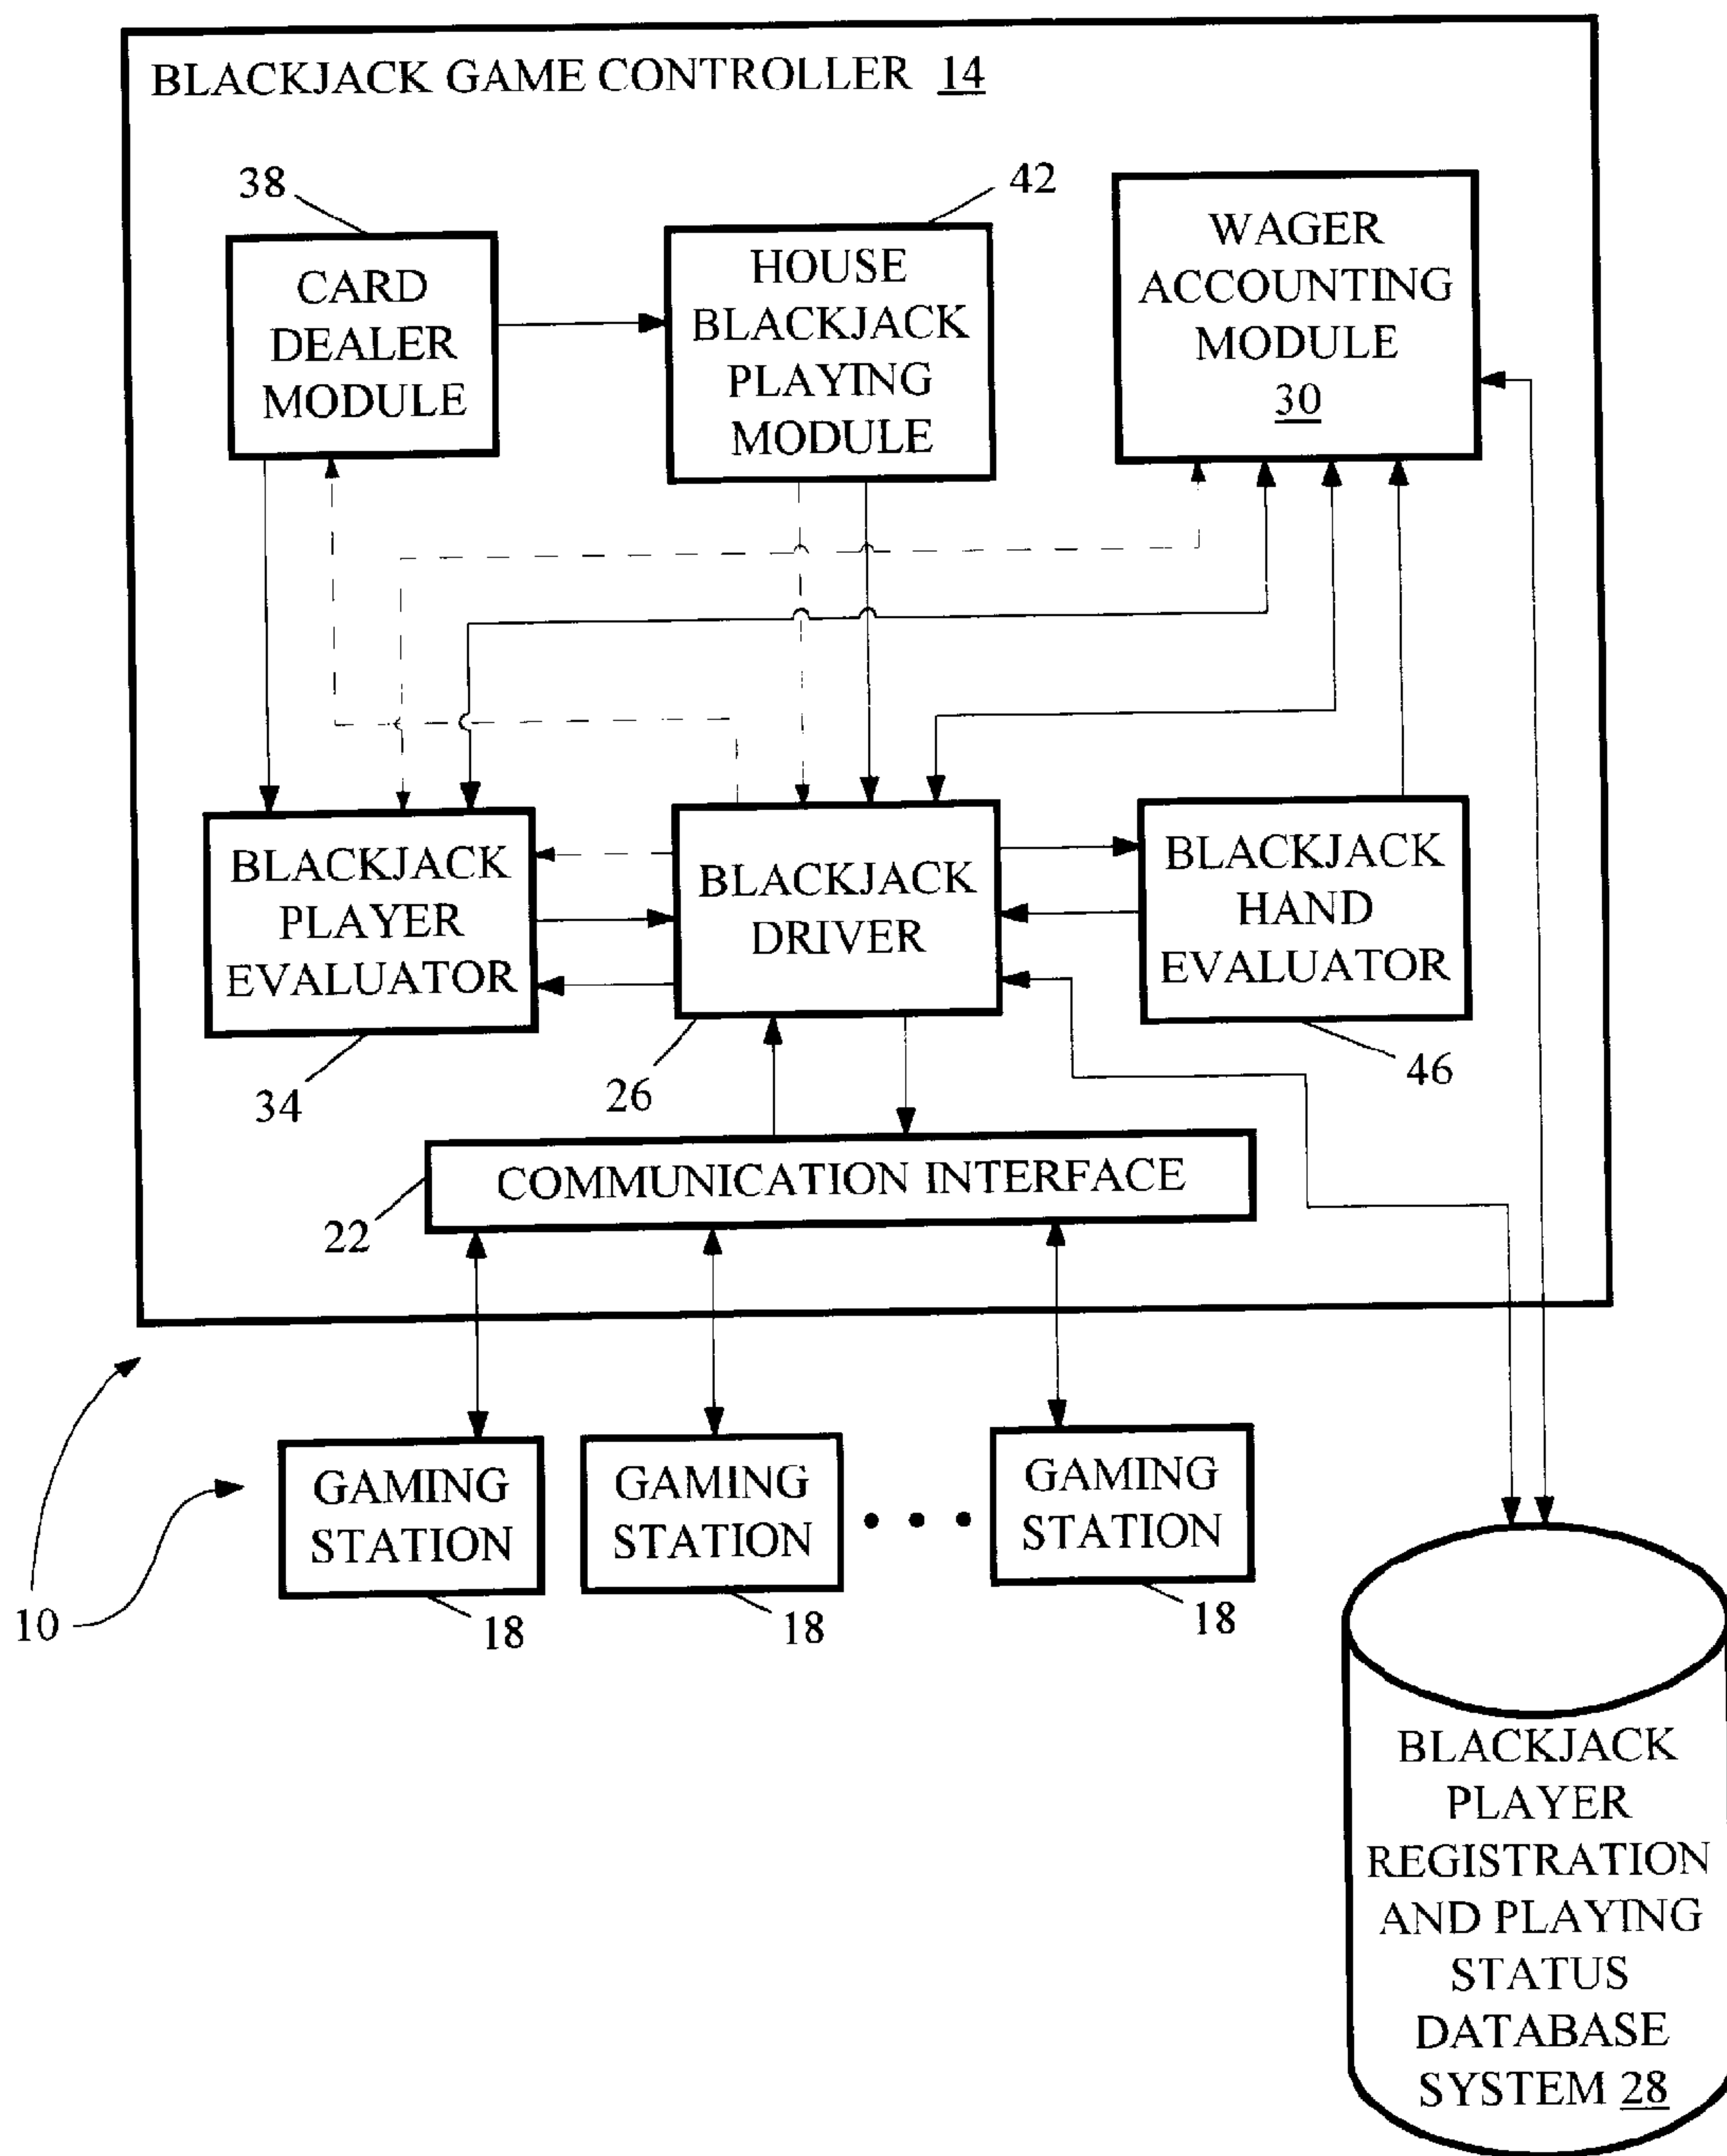 BLACKJACK GAME CONTROLLER 14
38
42
CARD
DEALER
MODULE
HOUSE
BLACKJACK
PLAYING
MODULE
WAGER
ACCOUNTING
MODULE
30
BLACKJACK
PLAYER
EVALUATOR
BLACKJACK
DRIVER
BLACKJACK
HAND
EVALUATOR
34
26
46
COMMUNICATION INTERFACE
22
GAMING
STATION
GAMING
STATION
GAMING
STATION
10
18
18
18
BLACKJACK
PLAYER
REGISTRATION
AND PLAYING
STATUS
DATABASE
SYSTEM 28